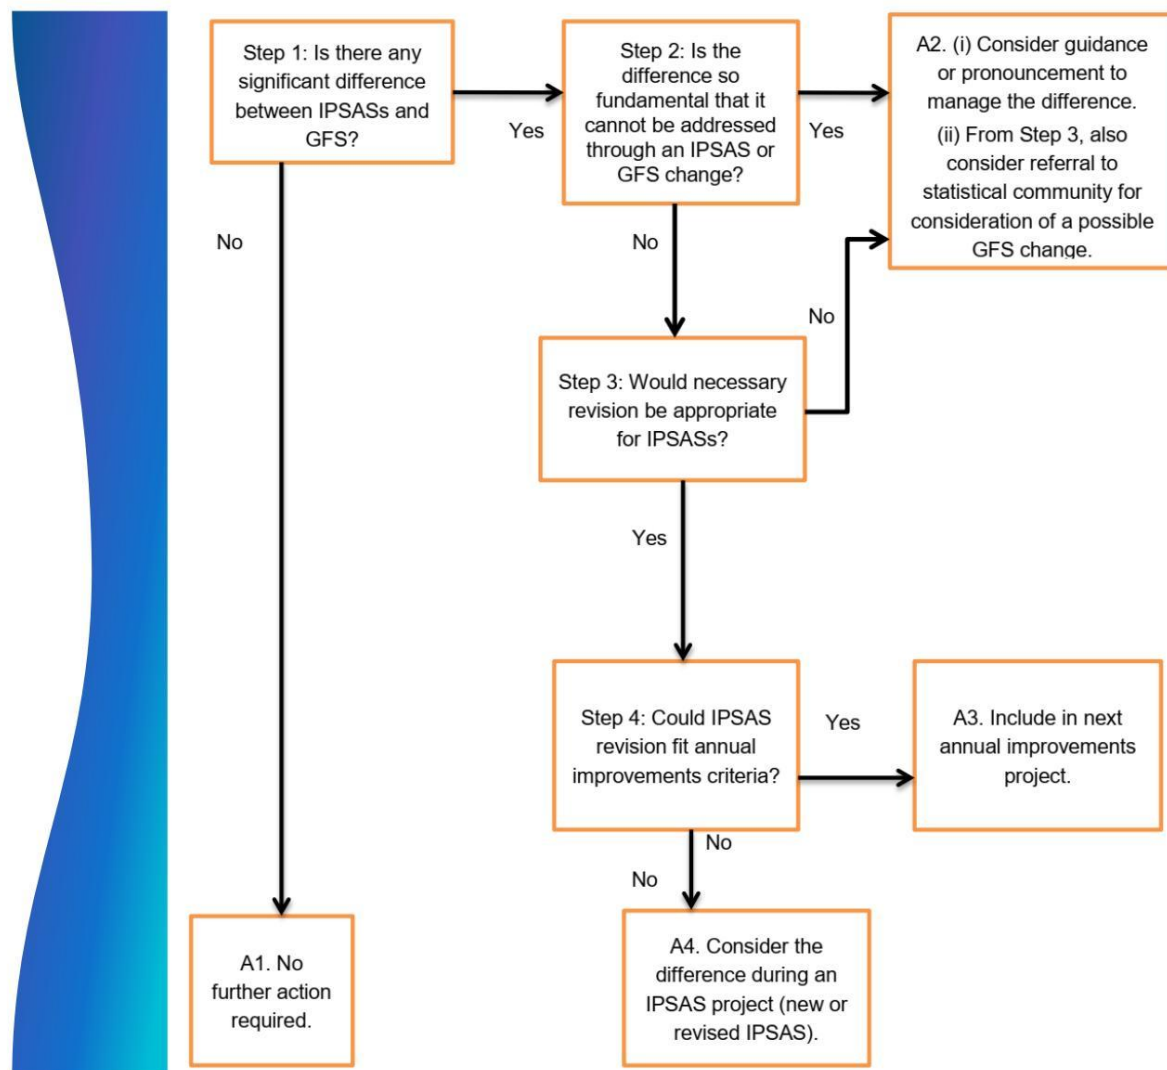 Step 1: Is there any
significant difference
between IPSASs and
GFS?
Yes
Step 2: Is the
difference so
fundamental that it
cannot be addressed
through an IPSAS or
GFS change?
Yes
A2. (i) Consider guidance
or pronouncement to
manage the difference.
(ii) From Step 3, also
consider referral to
statistical community for
consideration of a possible
GFS change.
No
No
No
Step 3: Would necessary
revision be appropriate
for IPSASs?
Yes
Step 4: Could IPSAS
revision fit annual
improvements criteria?
Yes
A3. Include in next
annual improvements
project.
No
No
A1. No
further action
required.
A4. Consider the
difference during an
IPSAS project (new or
revised IPSAS).